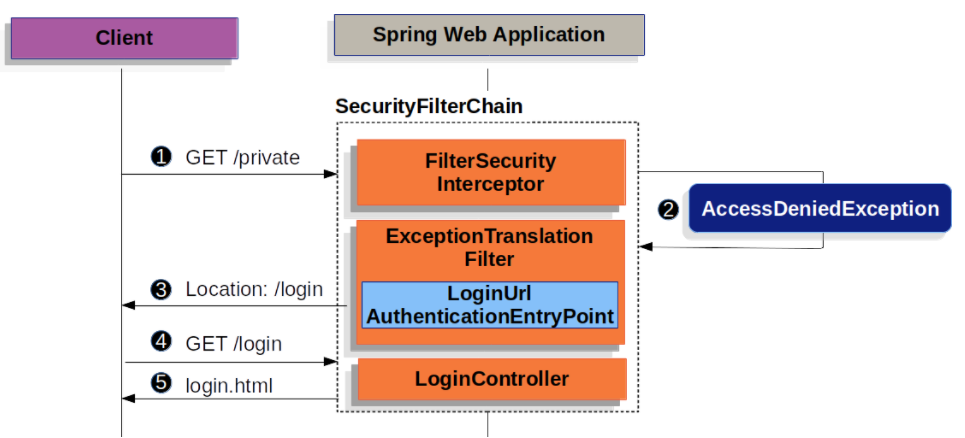 Client
Spring Web Application
SecurityFilterChain
❶ GET /private
FilterSecurity
Interceptor
❷ AccessDeniedException
ExceptionTranslation
Filter
❸ Location: /login
LoginUrl
AuthenticationEntryPoint
❹ GET /login
LoginController
❺ login.html